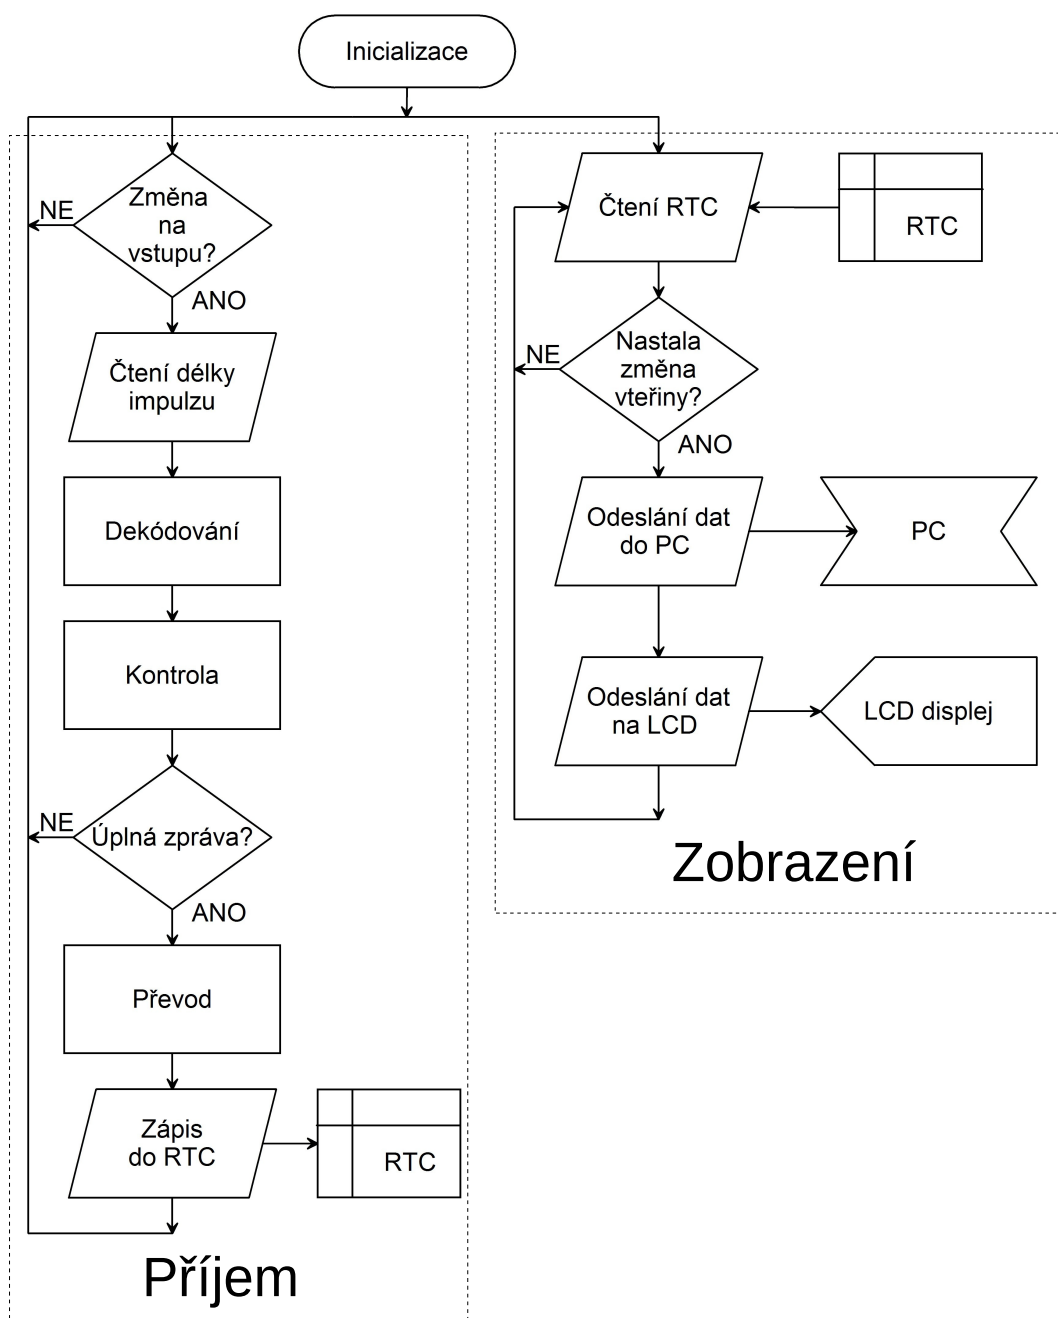 Inicializace
Změna
na
vstupu?
NE
ANO
Čtení délky
impulzu
Dekódování
Kontrola
Úplná zpráva?
NE
ANO
Převod
Zápis
do RTC
RTC
Příjem
Čtení RTC
RTC
Nastala
změna
vteřiny?
NE
ANO
Odeslání dat
do PC
PC
Odeslání dat
na LCD
LCD displej
Zobrazení